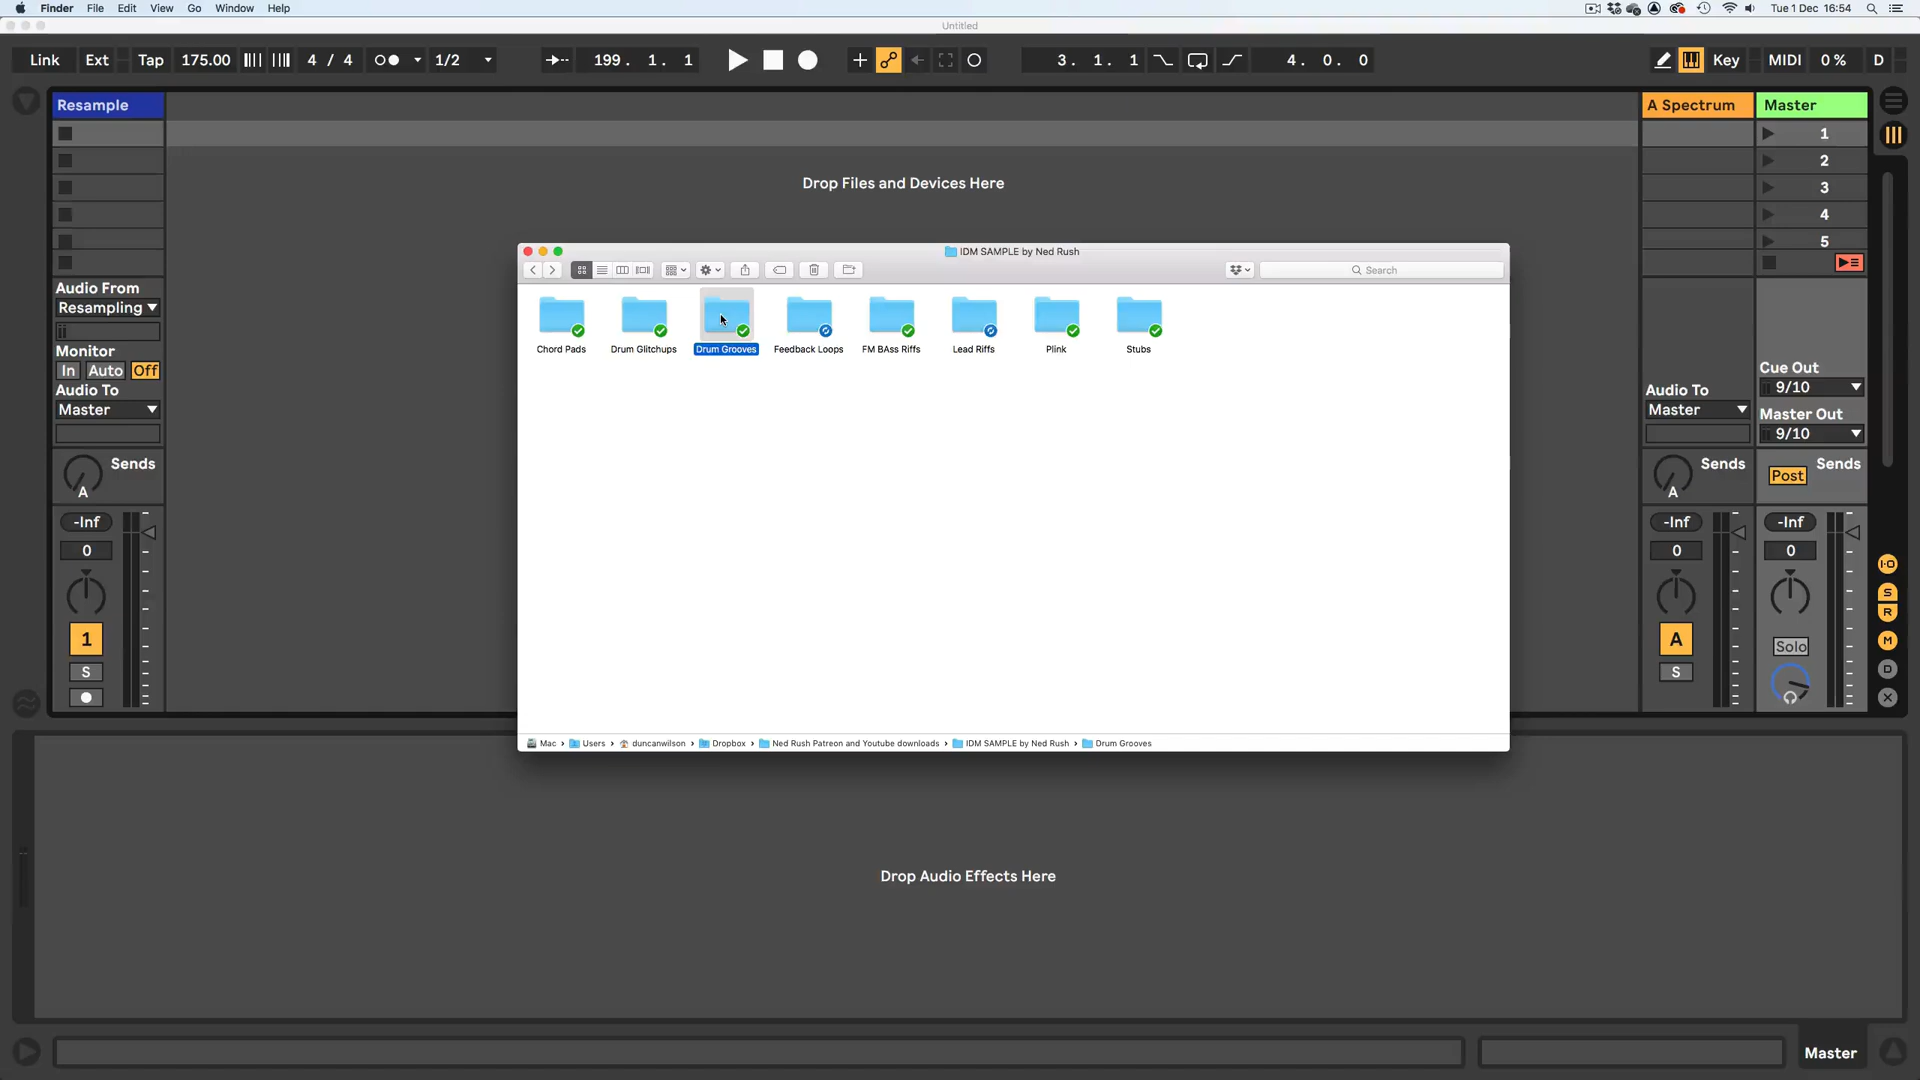 Finder File Edit View Go Window Help Tue 1 Dec 16:54
Untitled
Link Ext Tap 175.00 4 / 4 1/2 199. 1. 1 3. 1. 1 4. 0. 0 Key MIDI 0 % D
Resample A Spectrum Master
1
2
3
4
5
Drop Files and Devices Here
IDM SAMPLE by Ned Rush
Search
Chord Pads Drum Glitchups Drum Grooves Feedback Loops FM BAss Riffs Lead Riffs Plink Stubs
Mac › Users › duncanwilson › Dropbox › Ned Rush Patreon and Youtube downloads › IDM SAMPLE by Ned Rush › Drum Grooves
Audio From
Resampling
Monitor
In Auto Off
Audio To
Master
Sends
A
-Inf
0
1
S
Audio To
Master
Sends
A
-Inf
0
A
S
Cue Out
9/10
Master Out
9/10
Sends
Post
-Inf
0
Solo
I·O
S
R
M
D
X
Drop Audio Effects Here
Master